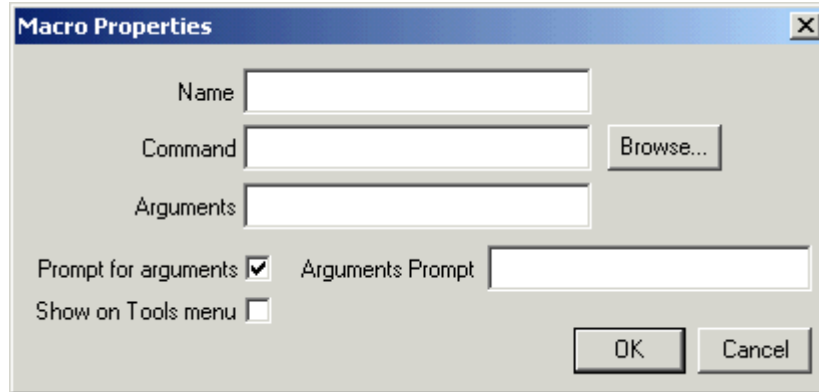 Macro Properties
Name
Command
Browse...
Arguments
Prompt for arguments
Arguments Prompt
Show on Tools menu
OK
Cancel